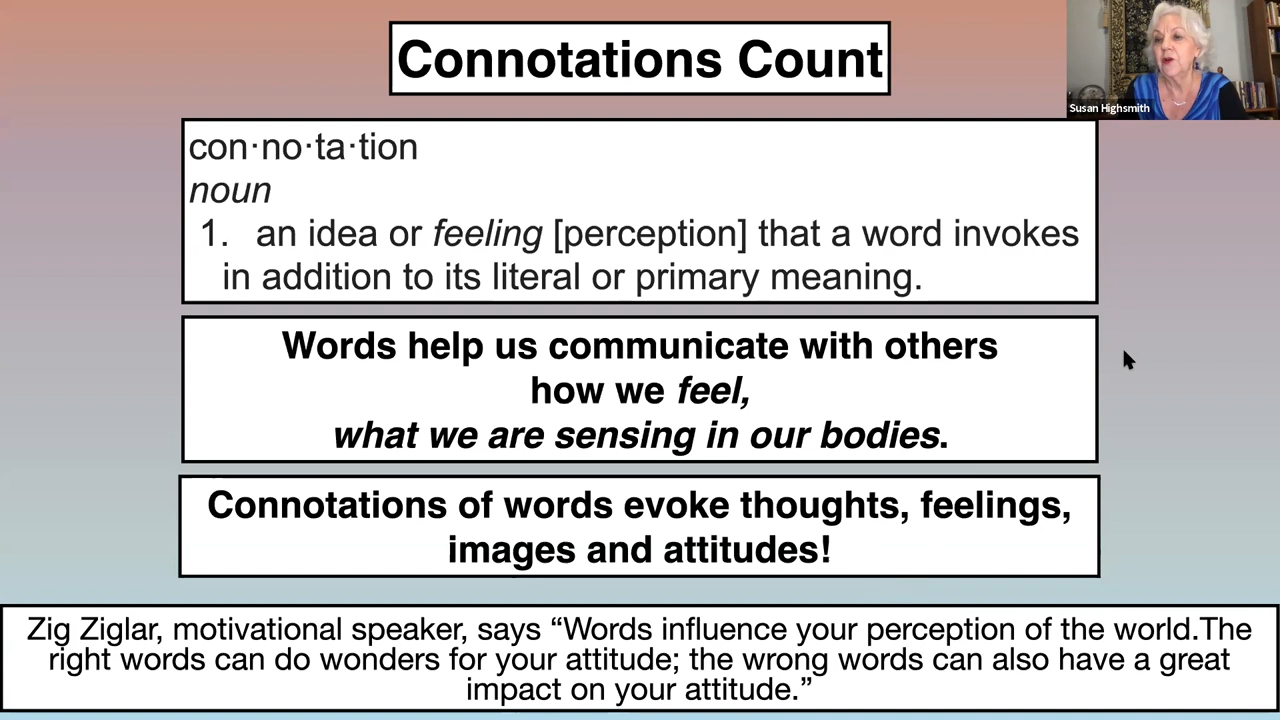 Connotations Count
Susan Highsmith
con·no·ta·tion
noun
1. an idea or feeling [perception] that a word invokes
in addition to its literal or primary meaning.
Words help us communicate with others
how we feel,
what we are sensing in our bodies.
Connotations of words evoke thoughts, feelings,
images and attitudes!
Zig Ziglar, motivational speaker, says “Words influence your perception of the world.The
right words can do wonders for your attitude; the wrong words can also have a great
impact on your attitude.”